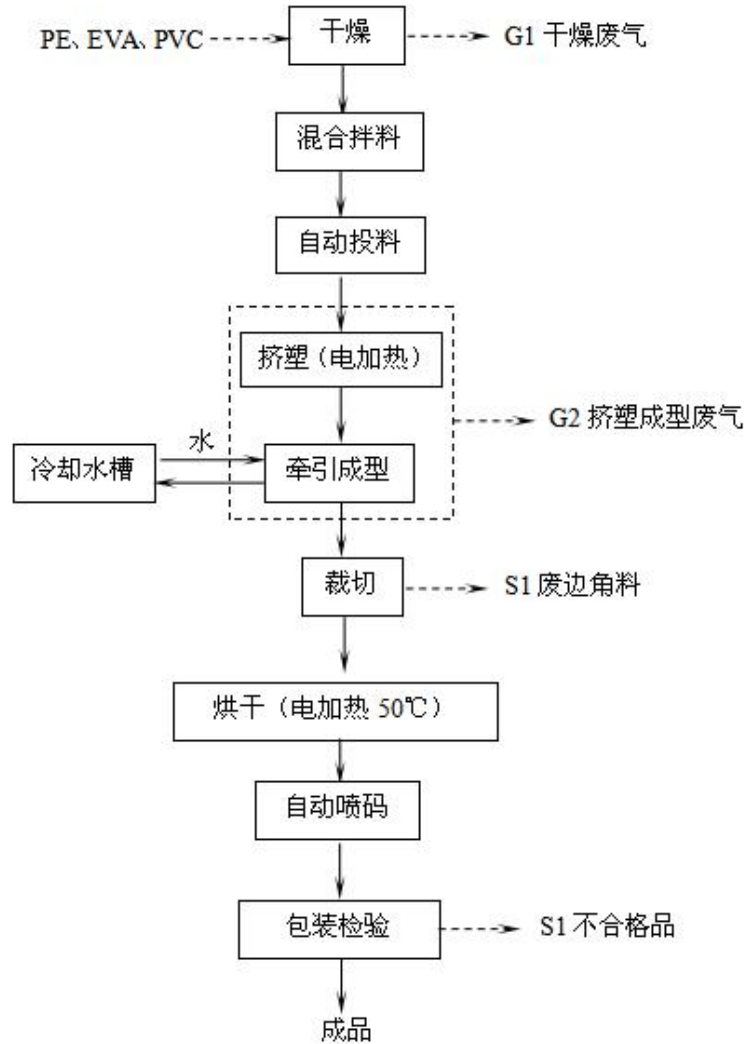 PE、EVA、PVC
干燥
G1 干燥废气
混合拌料
自动投料
挤塑（电加热）
G2 挤塑成型废气
水
冷却水槽
牵引成型
裁切
S1 废边角料
烘干（电加热 50℃）
自动喷码
包装检验
S1 不合格品
成品